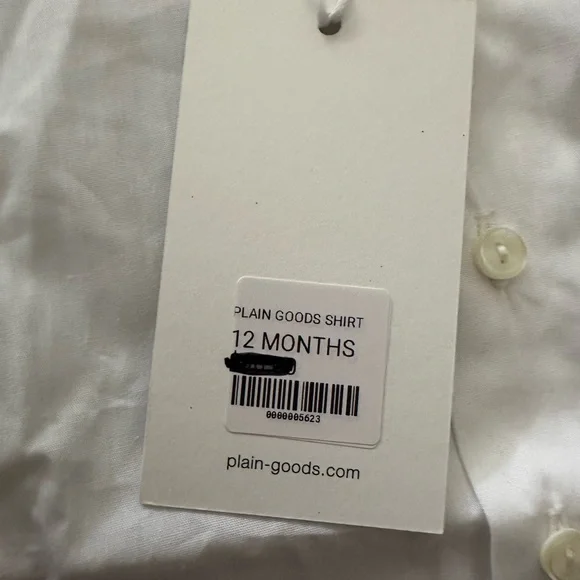 PLAIN GOODS SHIRT
12 MONTHS
0000005623
plain-goods.com